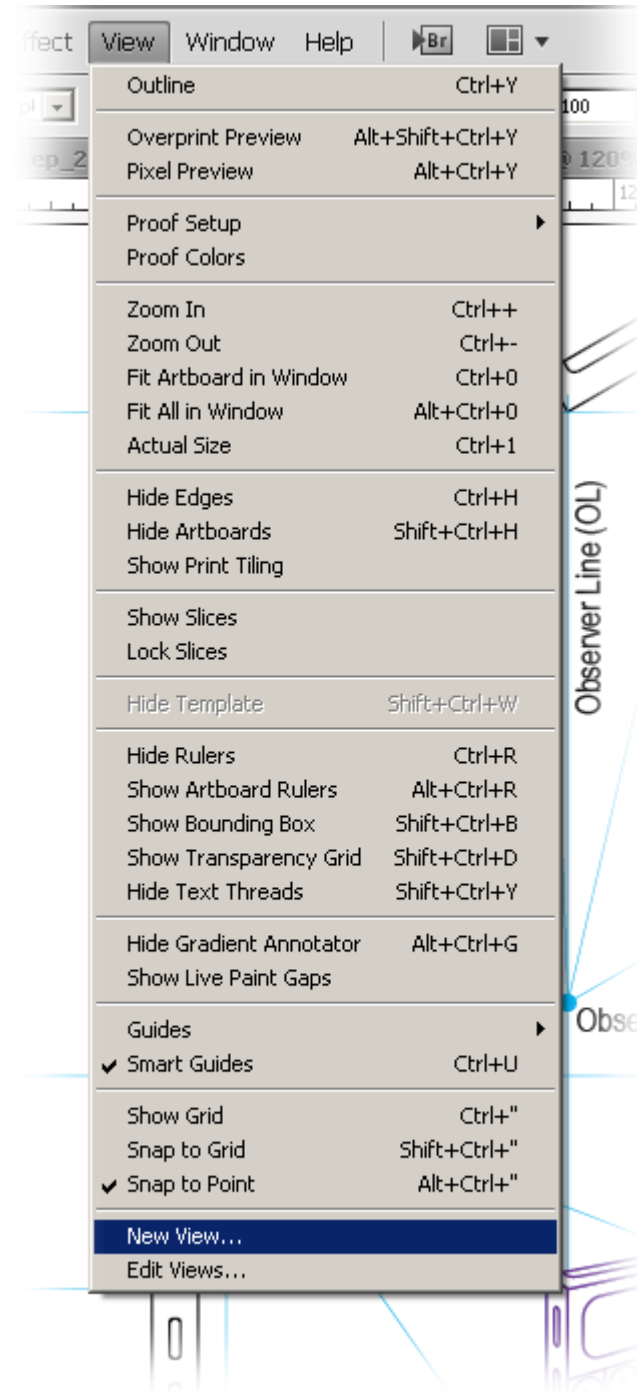 View Window Help Br
Outline Ctrl+Y
100
Overprint Preview Alt+Shift+Ctrl+Y
Pixel Preview Alt+Ctrl+Y
Proof Setup
Proof Colors
Zoom In Ctrl++
Zoom Out Ctrl+-
Fit Artboard in Window Ctrl+0
Fit All in Window Alt+Ctrl+0
Actual Size Ctrl+1
Hide Edges Ctrl+H
Hide Artboards Shift+Ctrl+H
Show Print Tiling
Show Slices
Lock Slices
Hide Template Shift+Ctrl+W
Hide Rulers Ctrl+R
Show Artboard Rulers Alt+Ctrl+R
Show Bounding Box Shift+Ctrl+B
Show Transparency Grid Shift+Ctrl+D
Hide Text Threads Shift+Ctrl+Y
Hide Gradient Annotator Alt+Ctrl+G
Show Live Paint Gaps
Guides
Smart Guides Ctrl+U
Show Grid Ctrl+"
Snap to Grid Shift+Ctrl+"
Snap to Point Alt+Ctrl+"
New View...
Edit Views...
Observer Line (OL)